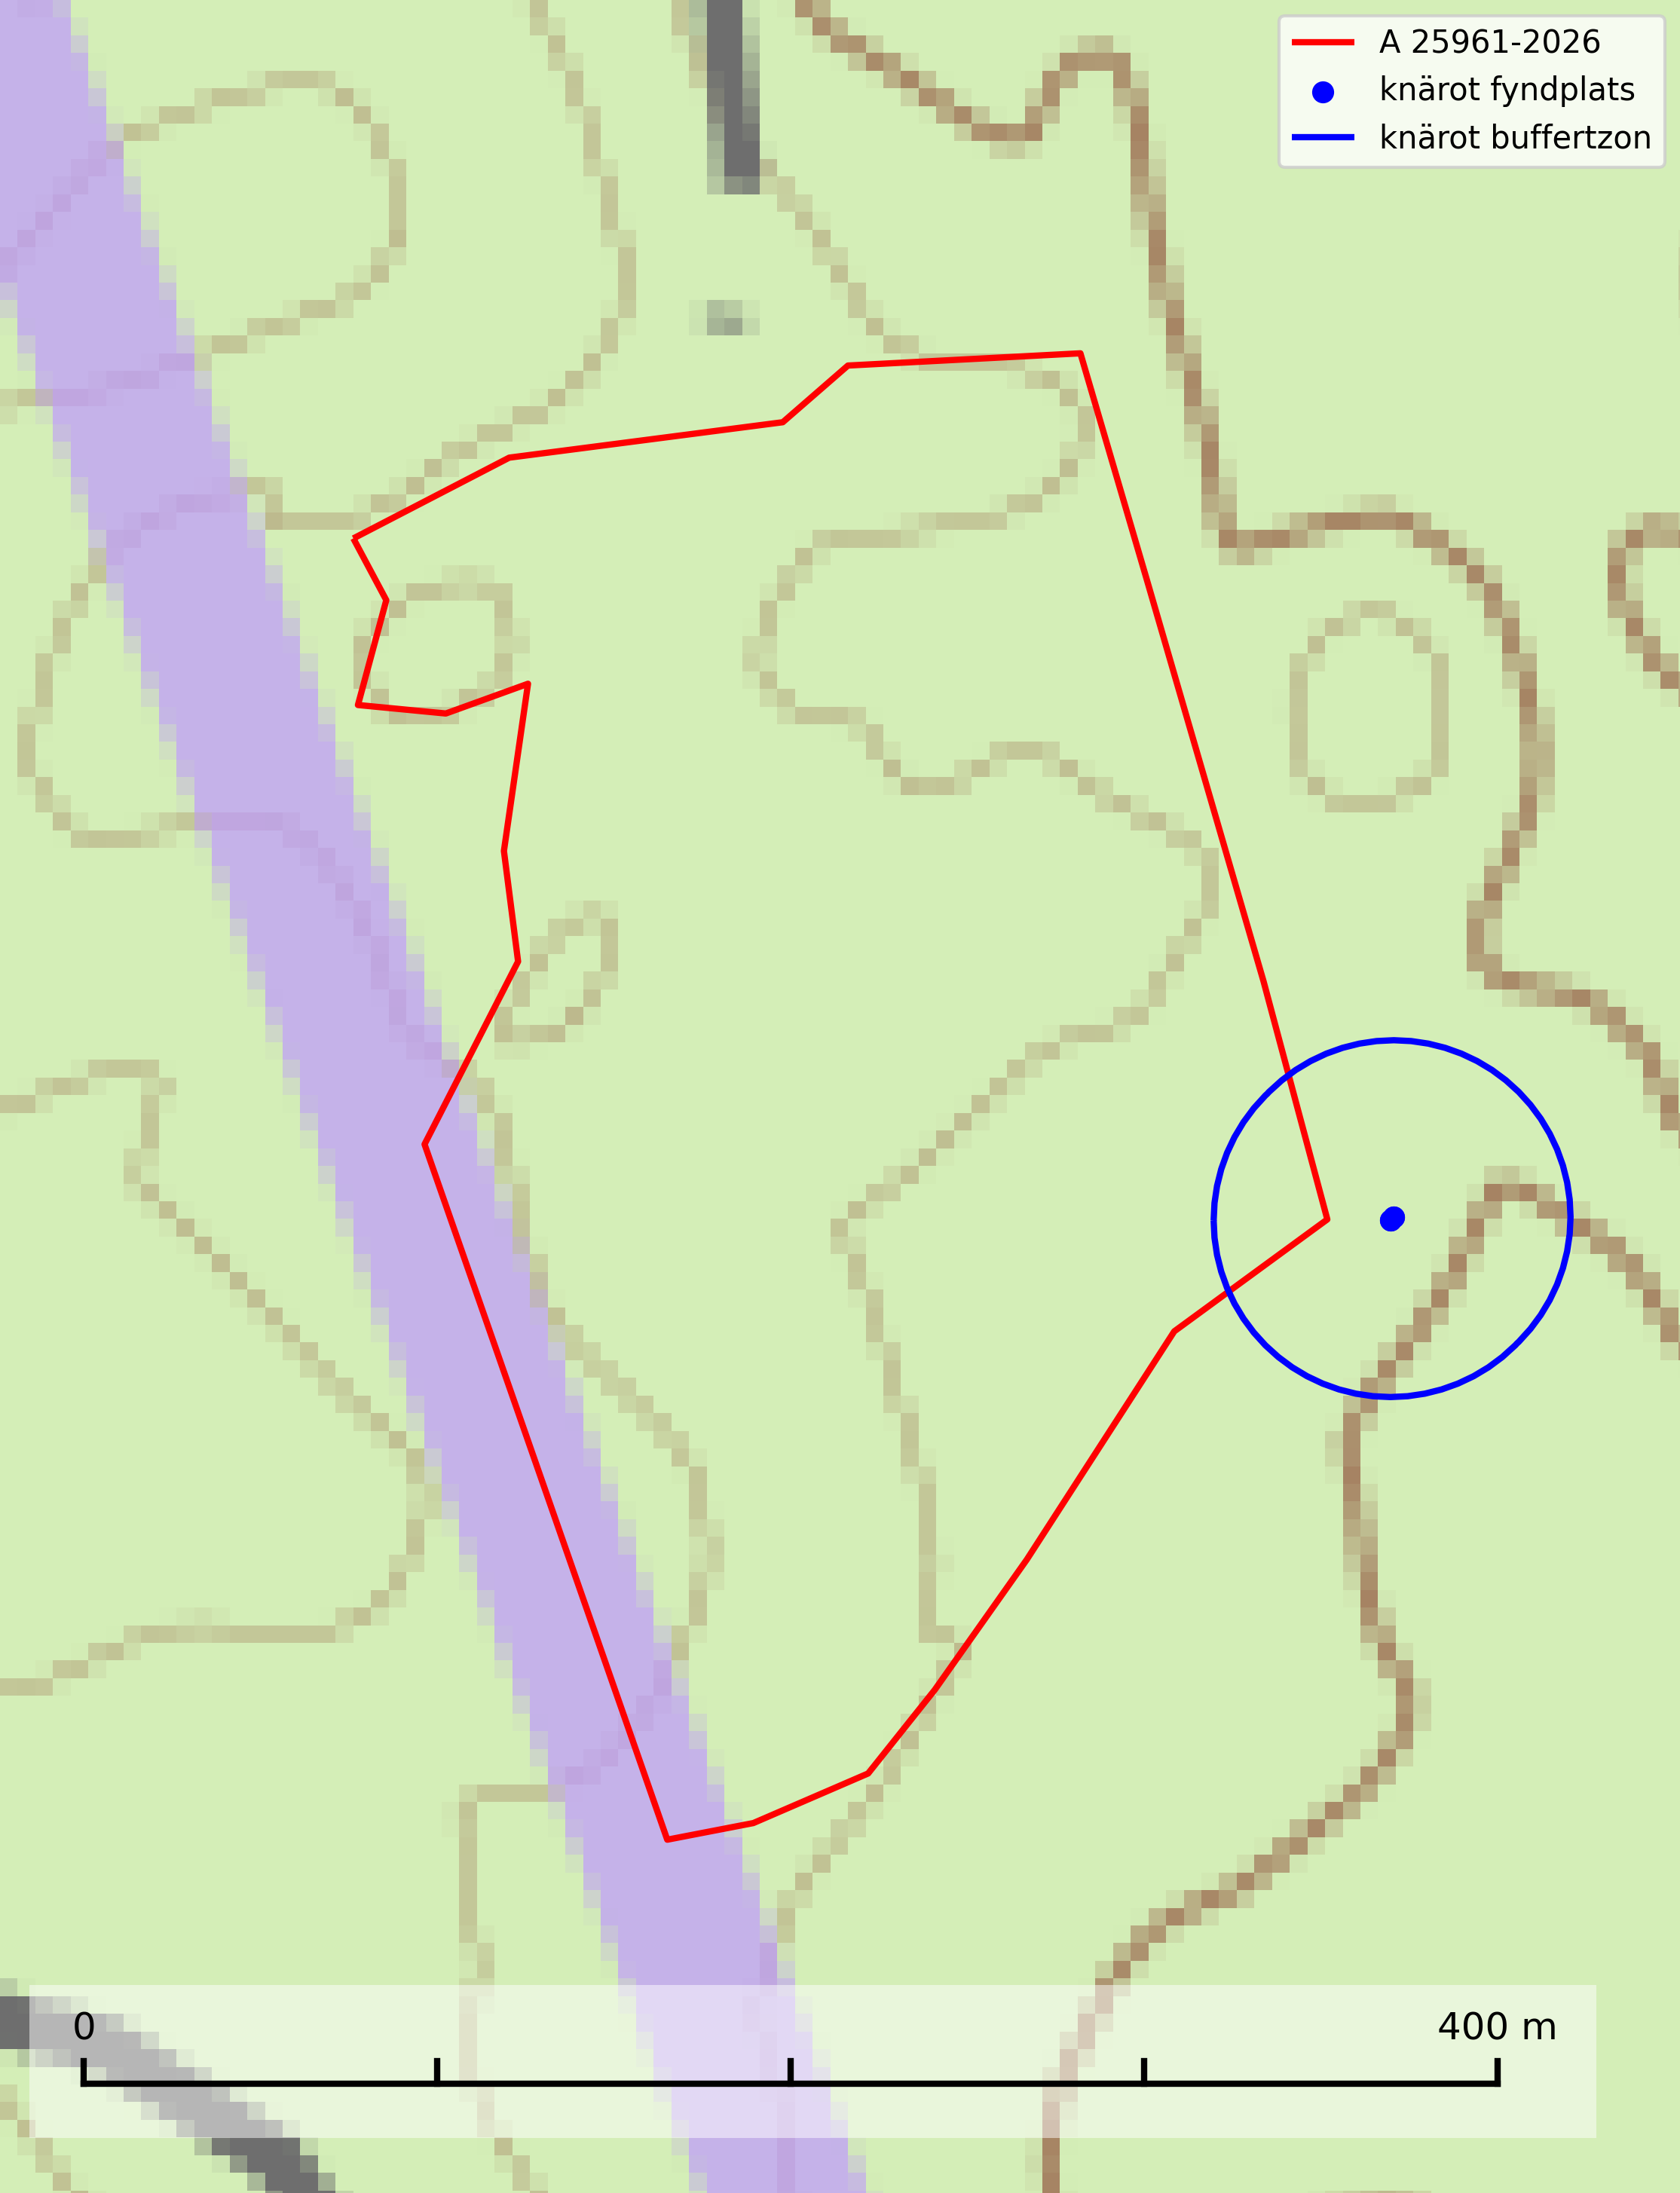 A 25961-2026
knärot fyndplats
knärot buffertzon
0
400 m